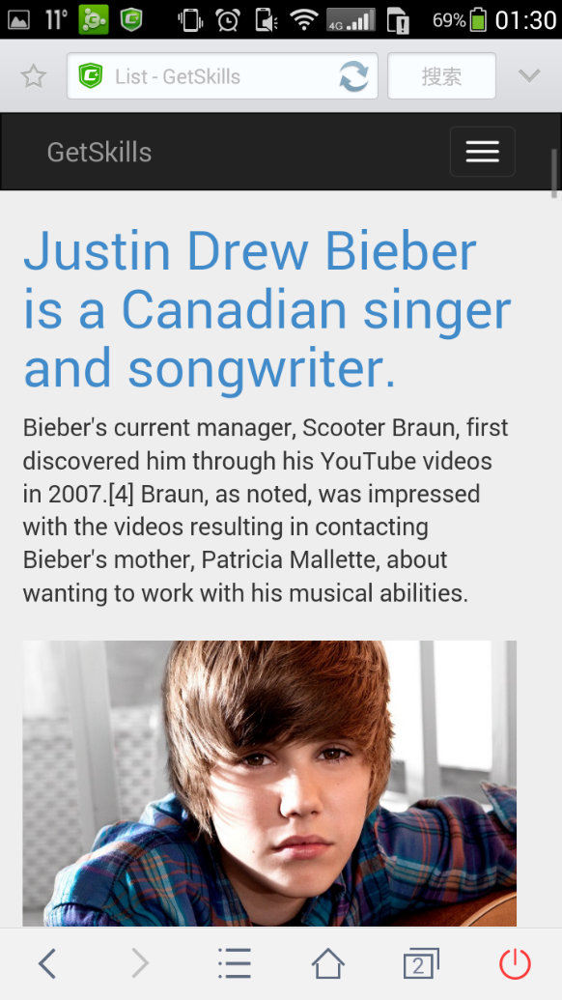 11° 4G 69% 01:30
List - GetSkills 搜索
GetSkills
Justin Drew Bieber
is a Canadian singer
and songwriter.
Bieber's current manager, Scooter Braun, first
discovered him through his YouTube videos
in 2007.[4] Braun, as noted, was impressed
with the videos resulting in contacting
Bieber's mother, Patricia Mallette, about
wanting to work with his musical abilities.
2